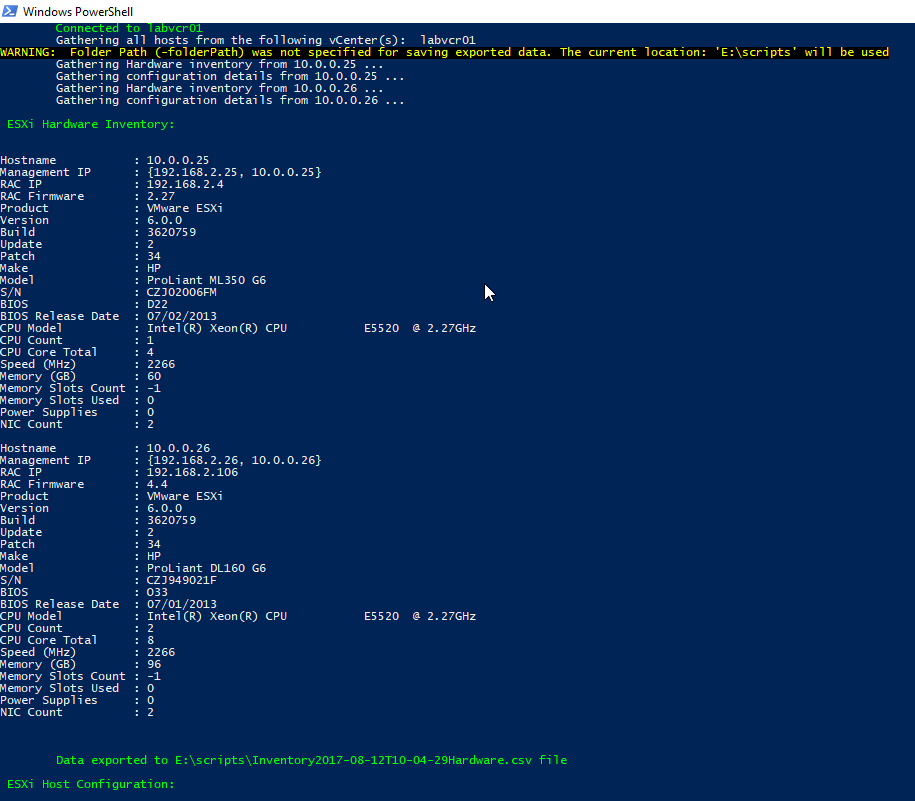 Windows PowerShell
Connected to labvcr01
Gathering all hosts from the following vCenter(s):  labvcr01
WARNING:  Folder Path (-folderPath) was not specified for saving exported data. The current location: 'E:\scripts' will be used
Gathering Hardware inventory from 10.0.0.25 ...
Gathering configuration details from 10.0.0.25 ...
Gathering Hardware inventory from 10.0.0.26 ...
Gathering configuration details from 10.0.0.26 ...
ESXi Hardware Inventory:
Hostname           : 10.0.0.25
Management IP      : {192.168.2.25, 10.0.0.25}
RAC IP             : 192.168.2.4
RAC Firmware       : 2.27
Product            : VMware ESXi
Version            : 6.0.0
Build              : 3620759
Update             : 2
Patch              : 34
Make               : HP
Model              : ProLiant ML350 G6
S/N                : CZJ02006FM
BIOS               : D22
BIOS Release Date  : 07/02/2013
CPU Model          : Intel(R) Xeon(R) CPU           E5520  @ 2.27GHz
CPU Count          : 1
CPU Core Total     : 4
Speed (MHz)        : 2266
Memory (GB)        : 60
Memory Slots Count : -1
Memory Slots Used  : 0
Power Supplies     : 0
NIC Count          : 2
Hostname           : 10.0.0.26
Management IP      : {192.168.2.26, 10.0.0.26}
RAC IP             : 192.168.2.106
RAC Firmware       : 4.4
Product            : VMware ESXi
Version            : 6.0.0
Build              : 3620759
Update             : 2
Patch              : 34
Make               : HP
Model              : ProLiant DL160 G6
S/N                : CZJ949021F
BIOS               : O33
BIOS Release Date  : 07/01/2013
CPU Model          : Intel(R) Xeon(R) CPU           E5520  @ 2.27GHz
CPU Count          : 2
CPU Core Total     : 8
Speed (MHz)        : 2266
Memory (GB)        : 96
Memory Slots Count : -1
Memory Slots Used  : 0
Power Supplies     : 0
NIC Count          : 2
Data exported to E:\scripts\Inventory2017-08-12T10-04-29Hardware.csv file
ESXi Host Configuration: